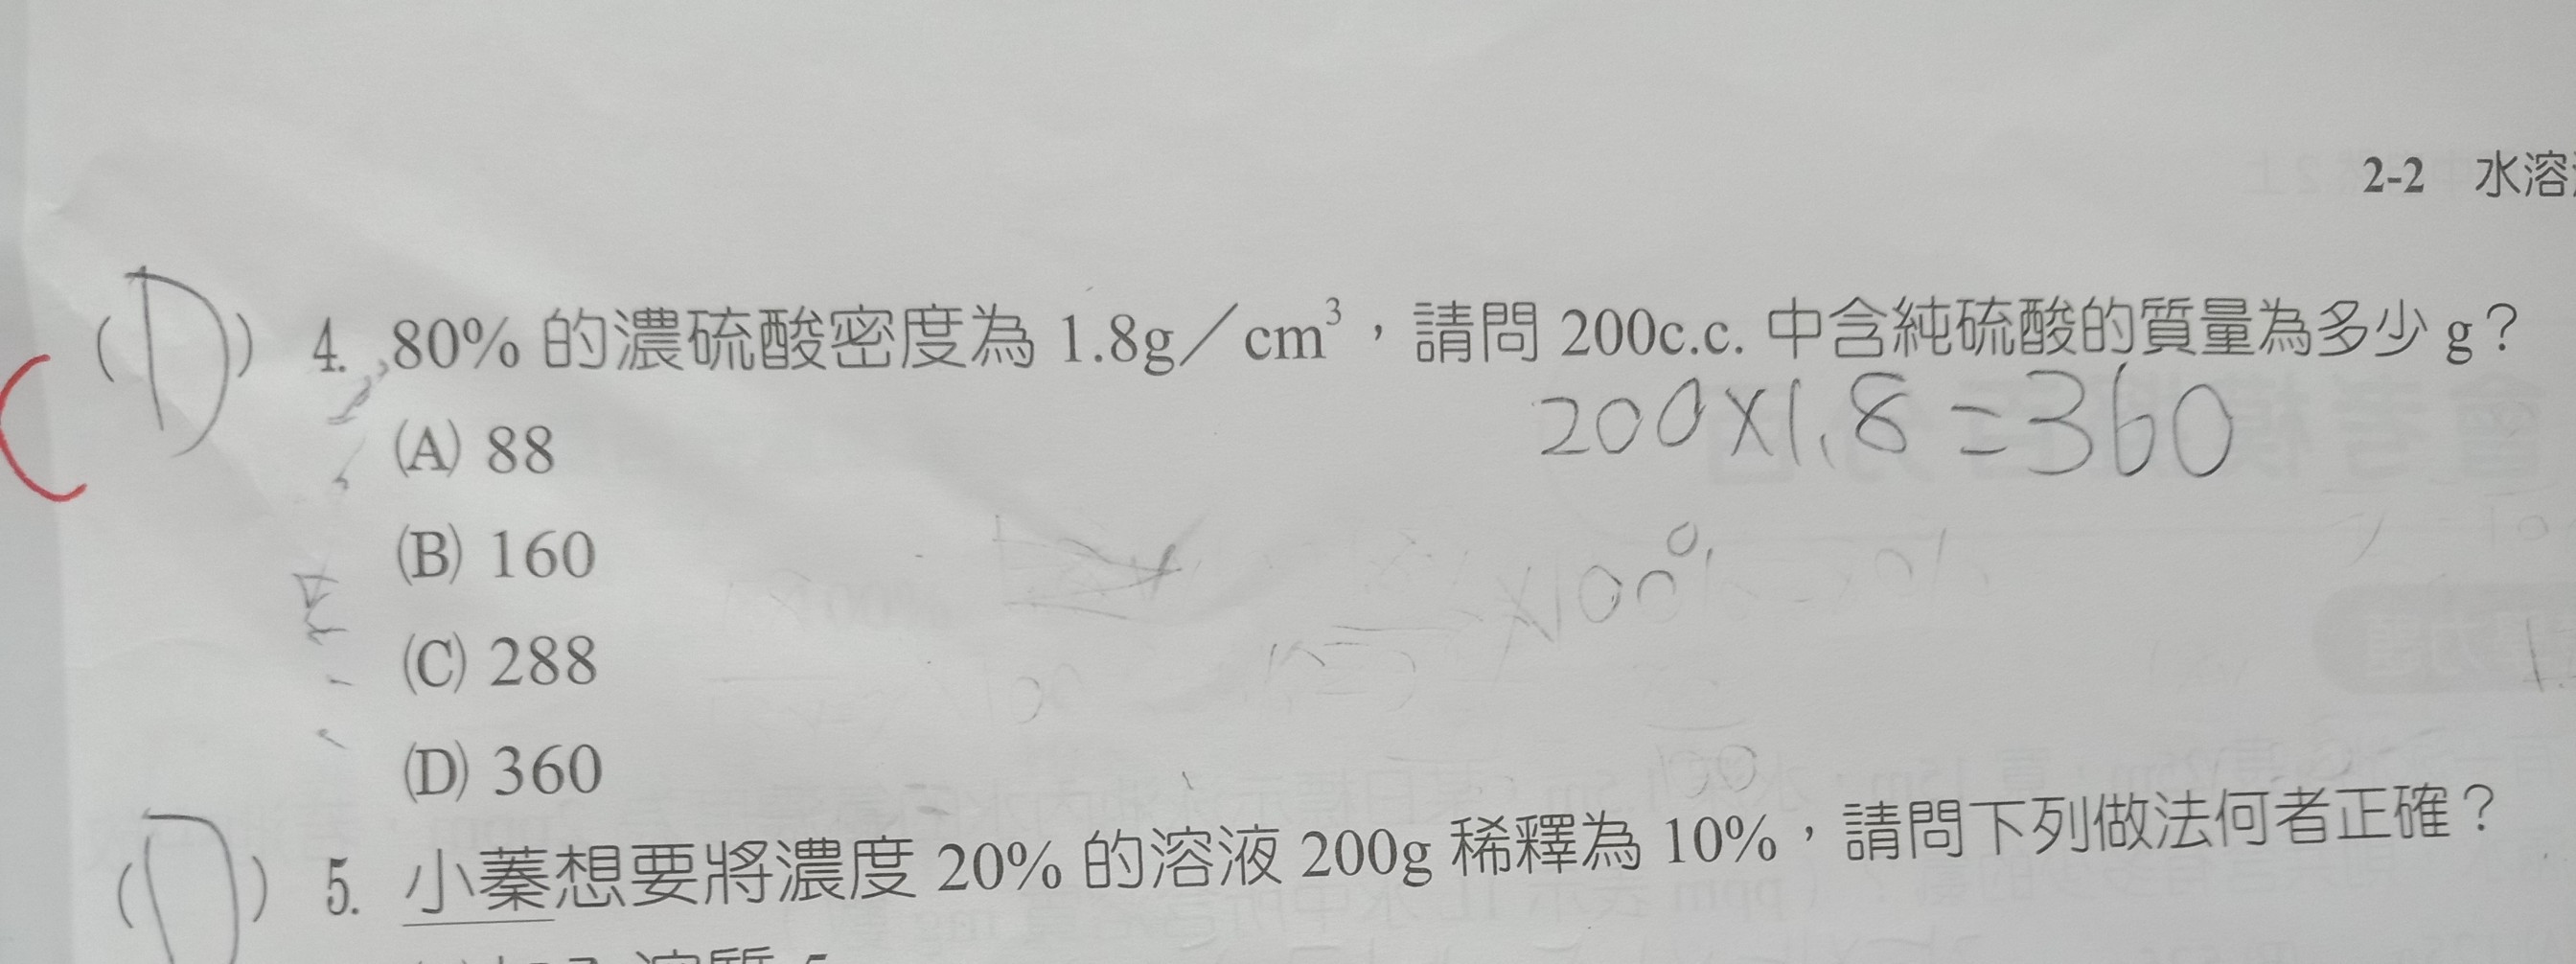 2-2 水溶
(D) 4. 80% 的濃硫酸密度為 1.8g／cm³，請問 200c.c. 中含純硫酸的質量為多少 g？
C
200×1.8=360
(A) 88
(B) 160
×100%
(C) 288
(D) 360
(D) 5. 小蓁想要將濃度 20% 的溶液 200g 稀釋為 10%，請問下列做法何者正確？